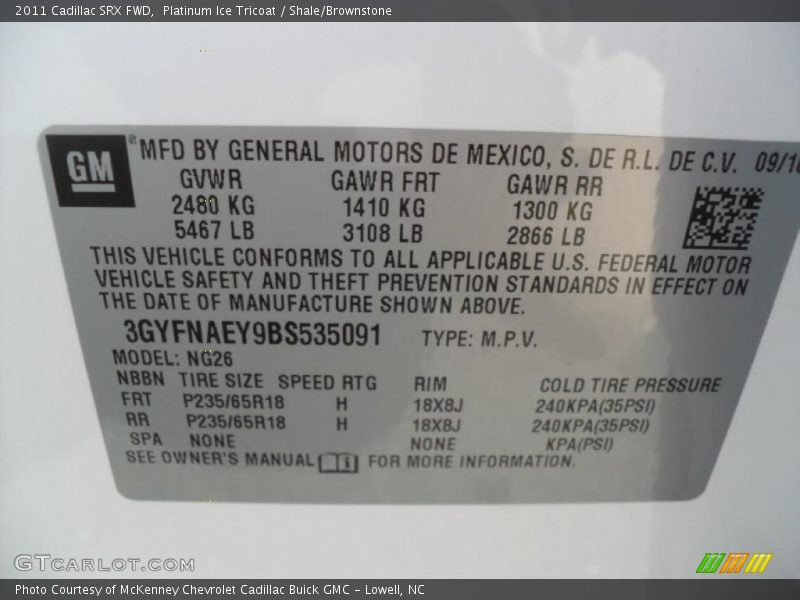 2011 Cadillac SRX FWD, Platinum Ice Tricoat / Shale/Brownstone
GM® MFD BY GENERAL MOTORS DE MEXICO, S. DE R.L. DE C.V. 09/10
GVWR GAWR FRT GAWR RR
2480 KG 1410 KG 1300 KG
5467 LB 3108 LB 2866 LB
THIS VEHICLE CONFORMS TO ALL APPLICABLE U.S. FEDERAL MOTOR
VEHICLE SAFETY AND THEFT PREVENTION STANDARDS IN EFFECT ON
THE DATE OF MANUFACTURE SHOWN ABOVE.
3GYFNAEY9BS535091 TYPE: M.P.V.
MODEL: NG26
NBBN TIRE SIZE SPEED RTG RIM COLD TIRE PRESSURE
FRT P235/65R18 H 18X8J 240KPA(35PSI)
RR P235/65R18 H 18X8J 240KPA(35PSI)
SPA NONE NONE KPA(PSI)
SEE OWNER'S MANUAL FOR MORE INFORMATION.
GTCARLOT.COM
Photo Courtesy of McKenney Chevrolet Cadillac Buick GMC - Lowell, NC